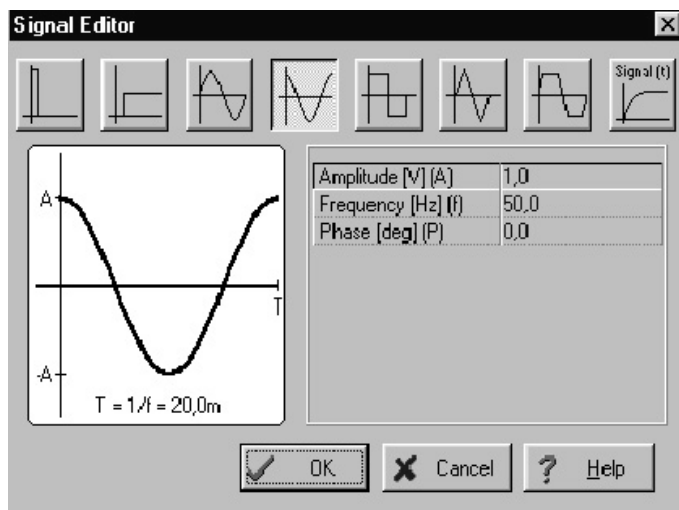 Signal Editor
Signal (t)
A
T
-A
T = 1/f = 20,0m
Amplitude [V] (A) 1,0
Frequency [Hz] (f) 50,0
Phase [deg] (P) 0,0
OK Cancel ? Help